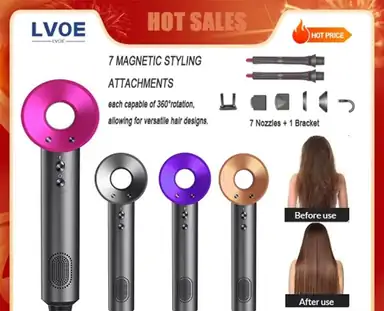 HOT SALES
LVOE
LVOE
HOT PRICE
7 MAGNETIC STYLING
ATTACHMENTS
each capable of 360°rotation,
allowing for versatile hair designs.
7 Nozzles + 1 Bracket
Before use
After use